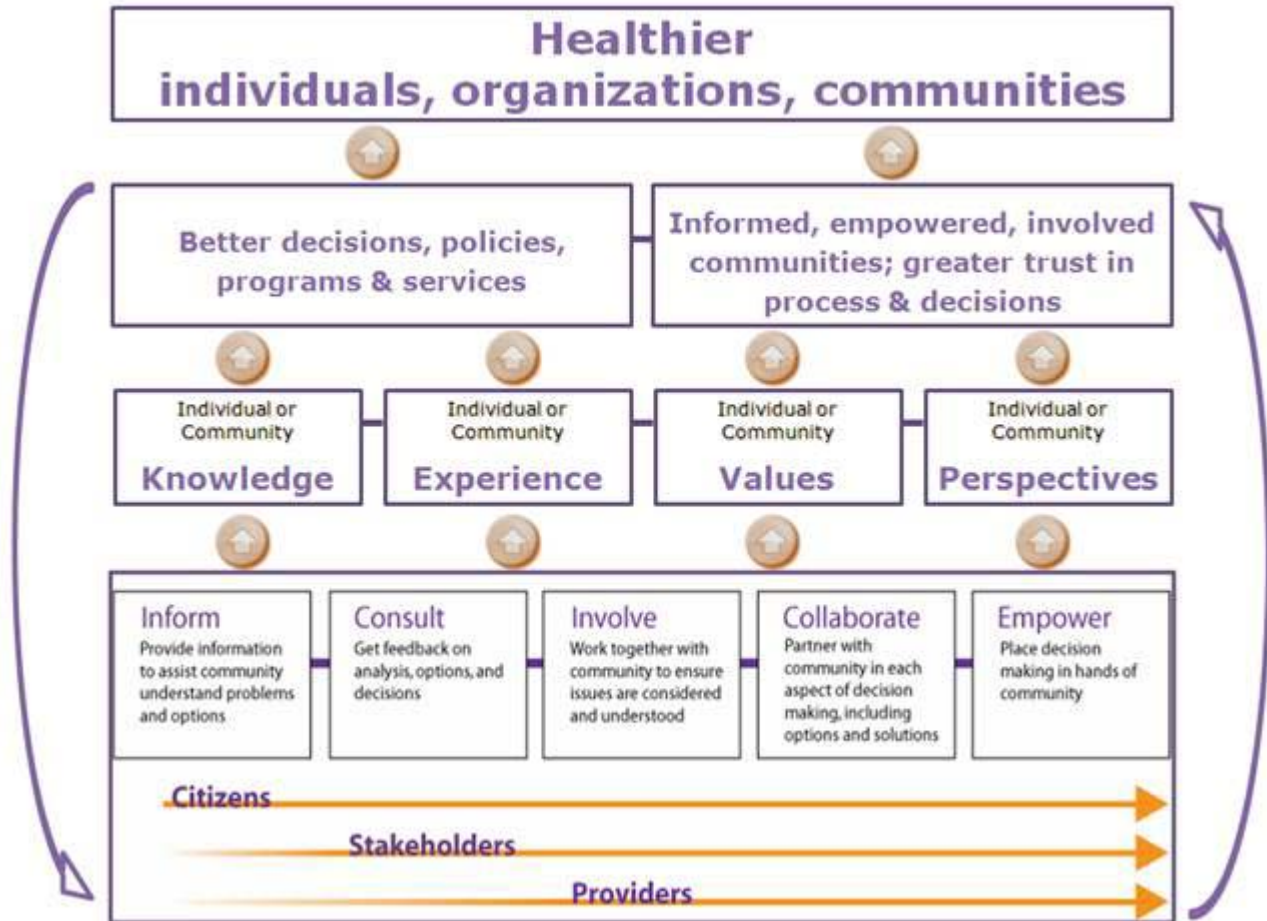 Healthier
individuals, organizations, communities
Better decisions, policies,
programs & services
Informed, empowered, involved
communities; greater trust in
process & decisions
Individual or
Community
Knowledge
Individual or
Community
Experience
Individual or
Community
Values
Individual or
Community
Perspectives
Inform
Provide information
to assist community
understand problems
and options
Consult
Get feedback on
analysis, options, and
decisions
Involve
Work together with
community to ensure
issues are considered
and understood
Collaborate
Partner with
community in each
aspect of decision
making, including
options and solutions
Empower
Place decision
making in hands of
community
Citizens
Stakeholders
Providers